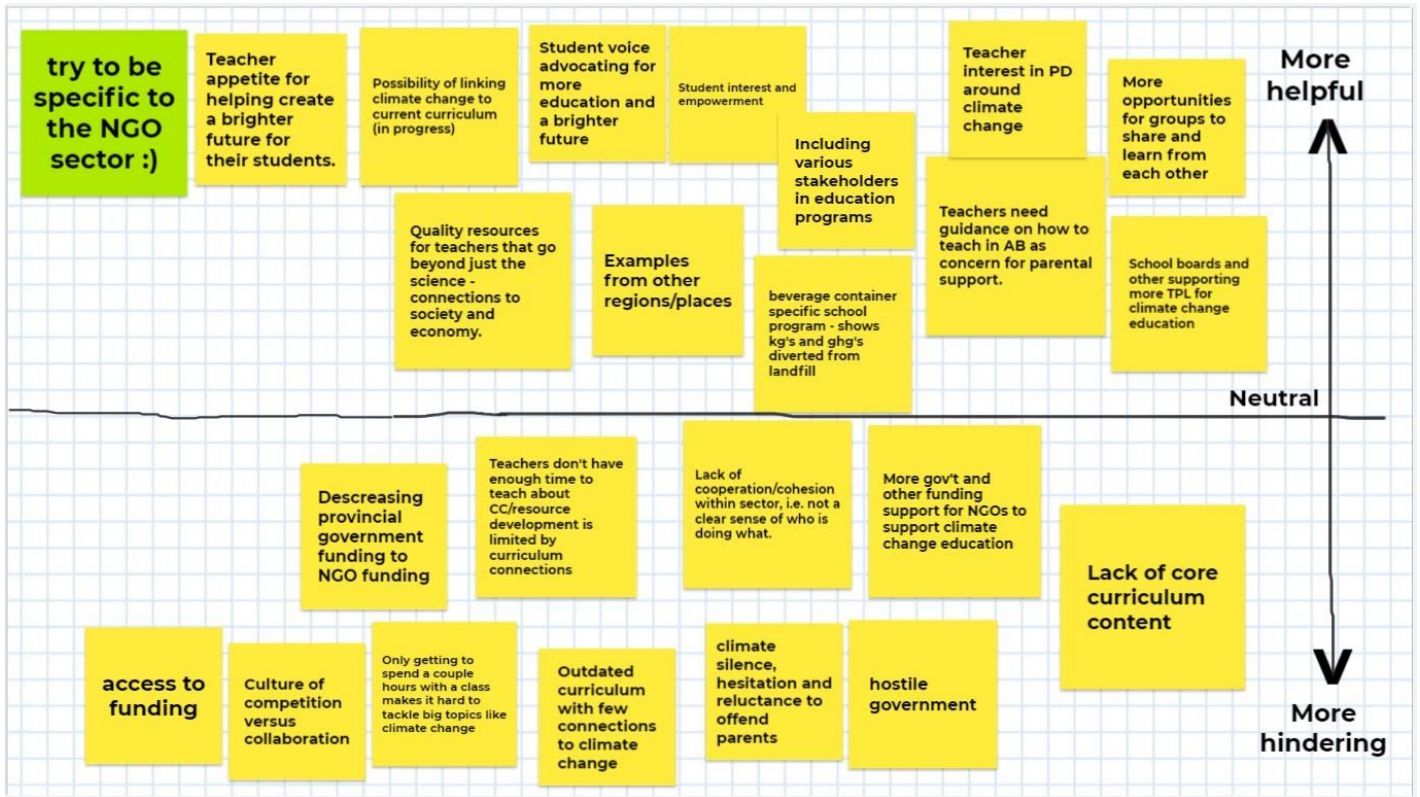 try to be
specific to
the NGO
sector :)
Teacher
appetite for
helping create
a brighter
future for
their students.
Possibility of linking
climate change to
current curriculum
(in progress)
Student voice
advocating for
more
education and
a brighter
future
Student interest and
empowerment
Including
various
stakeholders
in education
programs
Teacher
interest in PD
around
climate
change
More
opportunities
for groups to
share and
learn from
each other
More
helpful
Quality resources
for teachers that go
beyond just the
science -
connections to
society and
economy.
Examples
from other
regions/places
beverage container
specific school
program - shows
kg's and ghg's
diverted from
landfill
Teachers need
guidance on how to
teach in AB as
concern for parental
support.
School boards and
other supporting
more TPL for
climate change
education
Neutral
Descreasing
provincial
government
funding to
NGO funding
Teachers don't have
enough time to
teach about
CC/resource
development is
limited by
curriculum
connections
Lack of
cooperation/cohesion
within sector, i.e. not a
clear sense of who is
doing what.
More gov't and
other funding
support for NGOs to
support climate
change education
Lack of core
curriculum
content
access to
funding
Culture of
competition
versus
collaboration
Only getting to
spend a couple
hours with a class
makes it hard to
tackle big topics like
climate change
Outdated
curriculum
with few
connections
to climate
change
climate
silence,
hesitation and
reluctance to
offend
parents
hostile
government
More
hindering